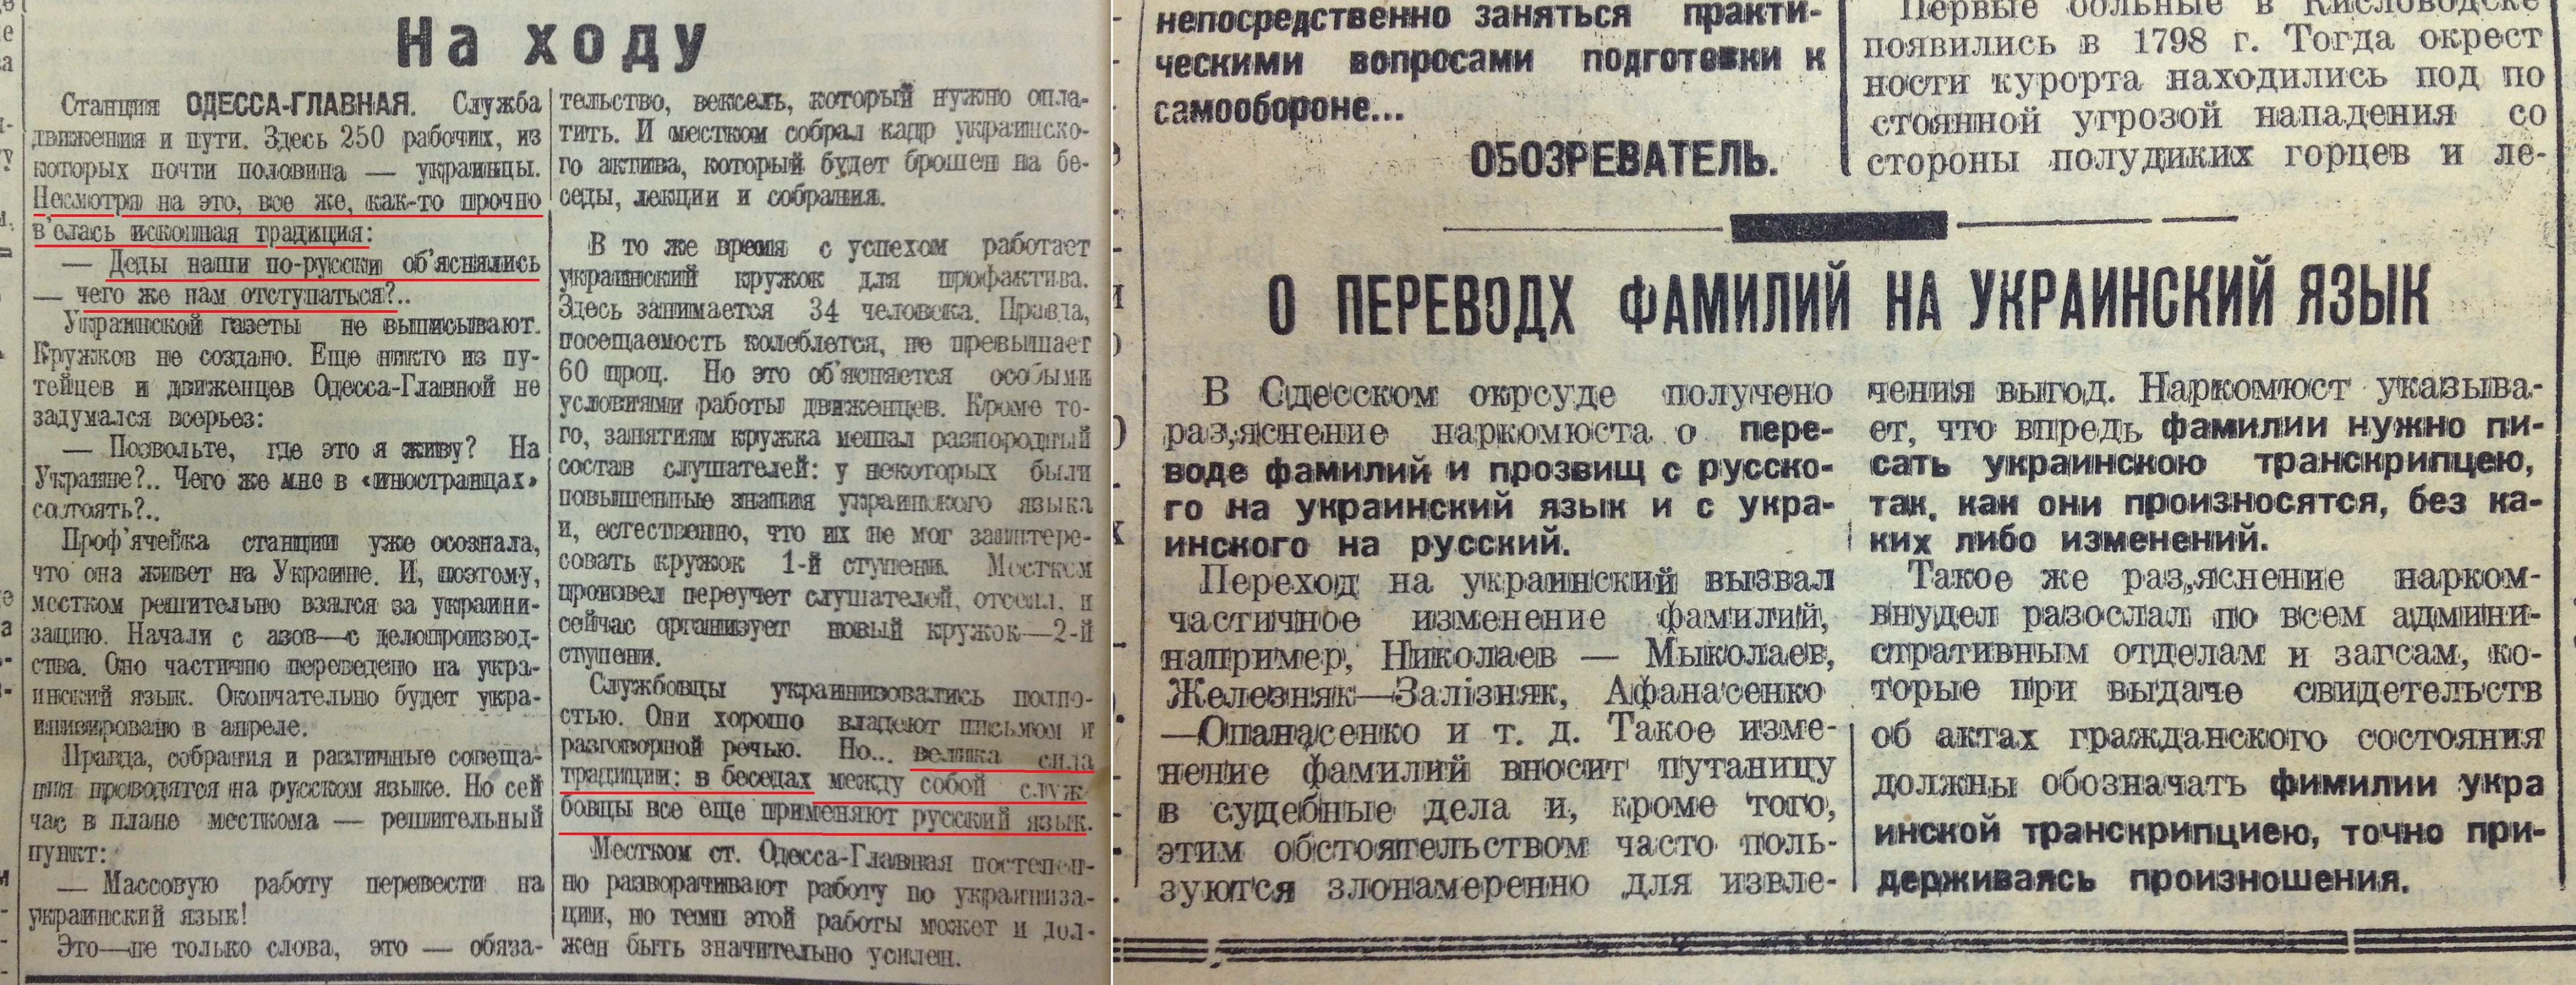 На ходу
Станция ОДЕССА-ГЛАВНАЯ. Служба
движения и пути. Здесь 250 рабочих, из
которых почти половина — украинцы.
Несмотря на это, все же, как-то прочно
в'елась исконная традиция:
— Деды наши по-русски об'яснялись
— чего же нам отступаться?..
Украинской газеты не выписывают.
Кружков не создано. Еще никто из пу-
тейцев и движенцев Одесса-Главной не
задумался всерьез:
— Позвольте, где это я живу? На
Украине?.. Чего же мне в «иностранцах»
состоять?..
Проф'ячейка станции уже осознала,
что она живет на Украине. И, поэтому,
местком решительно взялся за украини-
зацию. Начали с азов—с делопроизвод-
ства. Оно частично переведено на укра-
инский язык. Окончательно будет укра-
инизировано в апреле.
Правда, собрания и различные совеща-
ния проводятся на русском языке. Но сей
час в плане месткома — решительный
пункт:
— Массовую работу перевести на
украинский язык!
Это—не только слова, это — обяза-
тельство, вексель, который нужно опла-
тить. И местком собрал кадр украинско-
го актива, который будет брошен на бе-
седы, лекции и собрания.
В то же время с успехом работает
украинский кружок для профактива.
Здесь занимается 34 человека. Правда,
посещаемость колеблется, не превышает
60 проц. Но это об'ясняется особыми
условиями работы движенцев. Кроме то-
го, занятиям кружка мешал разнородный
состав слушателей: у некоторых были
повышенные знания украинского языка
и, естественно, что их не мог заинтере-
совать кружок 1-й ступени. Местком
произвел переучет слушателей, отсеял, и
сейчас организует новый кружок—2-й
ступени.
Службовцы украинизовались полно-
стью. Они хорошо владеют письмом и
разговорной речью. Но... велика сила
традиции: в беседах между собой служ
бовцы все еще применяют русский язык.
Местком ст. Одесса-Главная постепен-
но разворачивают работу по украиниза-
ции, но темп этой работы может и дол-
жен быть значительно усилен.
непосредственно заняться практи-
ческими вопросами подготовки к
самообороне...
ОБОЗРЕВАТЕЛЬ.
Первые больные в Кисловодске
появились в 1798 г. Тогда окрест
ности курорта находились под по
стоянной угрозой нападения со
стороны полудиких горцев и ле-
О ПЕРЕВОДХ ФАМИЛИЙ НА УКРАИНСКИЙ ЯЗЫК
В Одесском окрсуде получено
раз„яснение наркомюста о пере-
воде фамилий и прозвищ с русско-
го на украинский язык и с укра-
инского на русский.
Переход на украинский вызвал
частичное изменение фамилий,
например, Николаев — Мыколаев,
Железняк—Залізняк, Афанасенко
—Опанасенко и т. д. Такое изме-
нение фамилий вносит путаницу
в судебные дела и, кроме того,
этим обстоятельством часто поль-
зуются злонамеренно для извле-
чения выгод. Наркомюст указыва-
ет, что впредь фамилии нужно пи-
сать украинскою транскрипцею,
так, как они произносятся, без ка-
ких либо изменений.
Такое же раз„яснение нарком-
внудел разослал по всем админи-
стративным отделам и загсам, ко-
торые при выдаче свидетельств
об актах гражданского состояния
должны обозначать фимилии укра
инской транскрипциею, точно при-
держиваясь произношения.